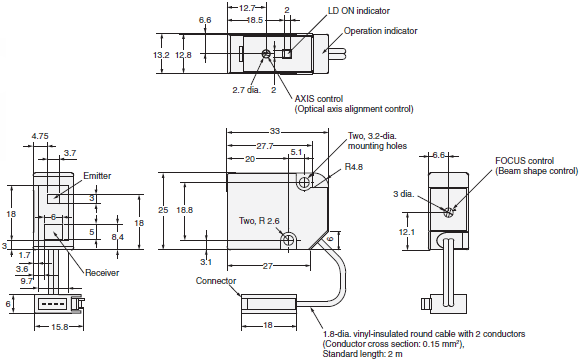 12.7
2
LD ON indicator
6.6
18.5
Operation indicator
13.2
12.8
2.7 dia.
2
AXIS control
(Optical axis alignment control)
4.75
3.7
Emitter
3
18
6
18
5
8.4
3
1.7
3.6
9.7
Receiver
6
15.8
33
27.7
5.1
20
Two, 3.2-dia.
mounting holes
R4.8
25
18.8
Two, R 2.6
6
3.1
27
Connector
18
1.8-dia. vinyl-insulated round cable with 2 conductors
(Conductor cross section: 0.15 mm²),
Standard length: 2 m
6.6
FOCUS control
(Beam shape control)
3 dia.
12.1